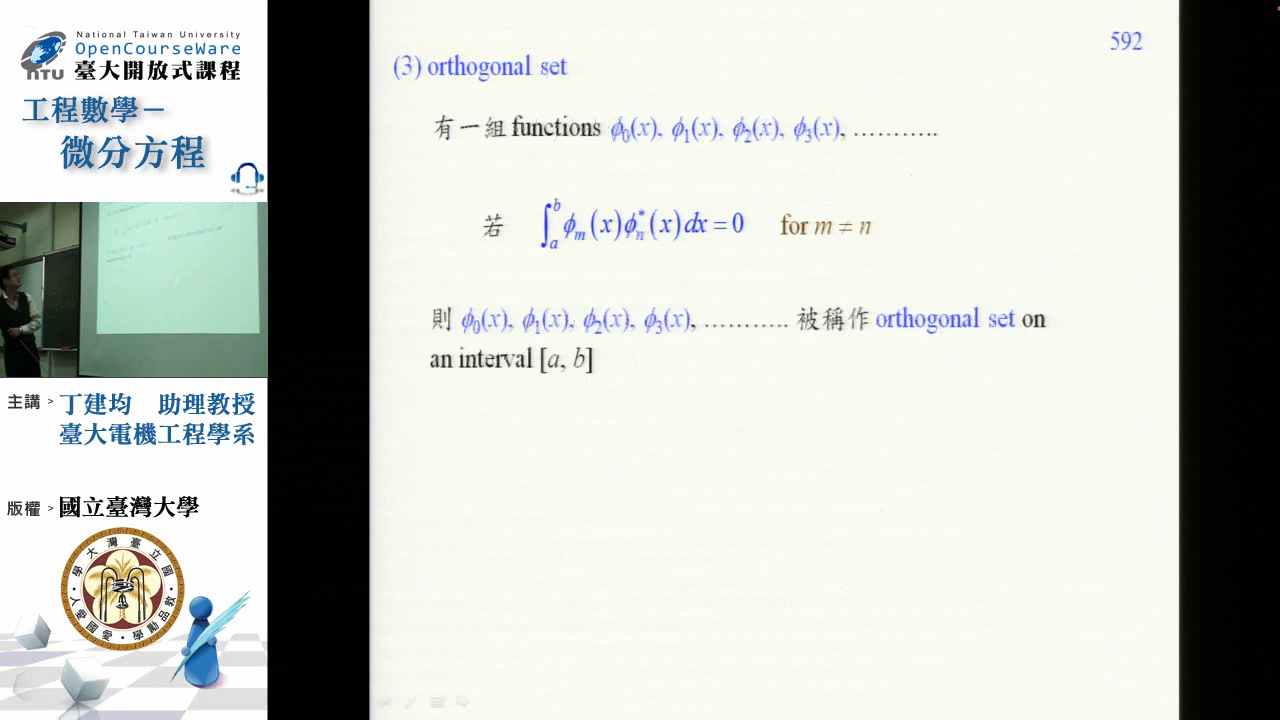 National Taiwan University
OpenCourseWare
NTU 臺大開放式課程
工程數學－
微分方程
主講 > 丁建均 助理教授
臺大電機工程學系
版權 > 國立臺灣大學
592
(3) orthogonal set
有一組 functions ϕ₀(x), ϕ₁(x), ϕ₂(x), ϕ₃(x), ………..
若 ∫ₐᵇ ϕₘ(x)ϕₙ*(x)dx = 0 for m ≠ n
則 ϕ₀(x), ϕ₁(x), ϕ₂(x), ϕ₃(x), ……….. 被稱作 orthogonal set on
an interval [a, b]